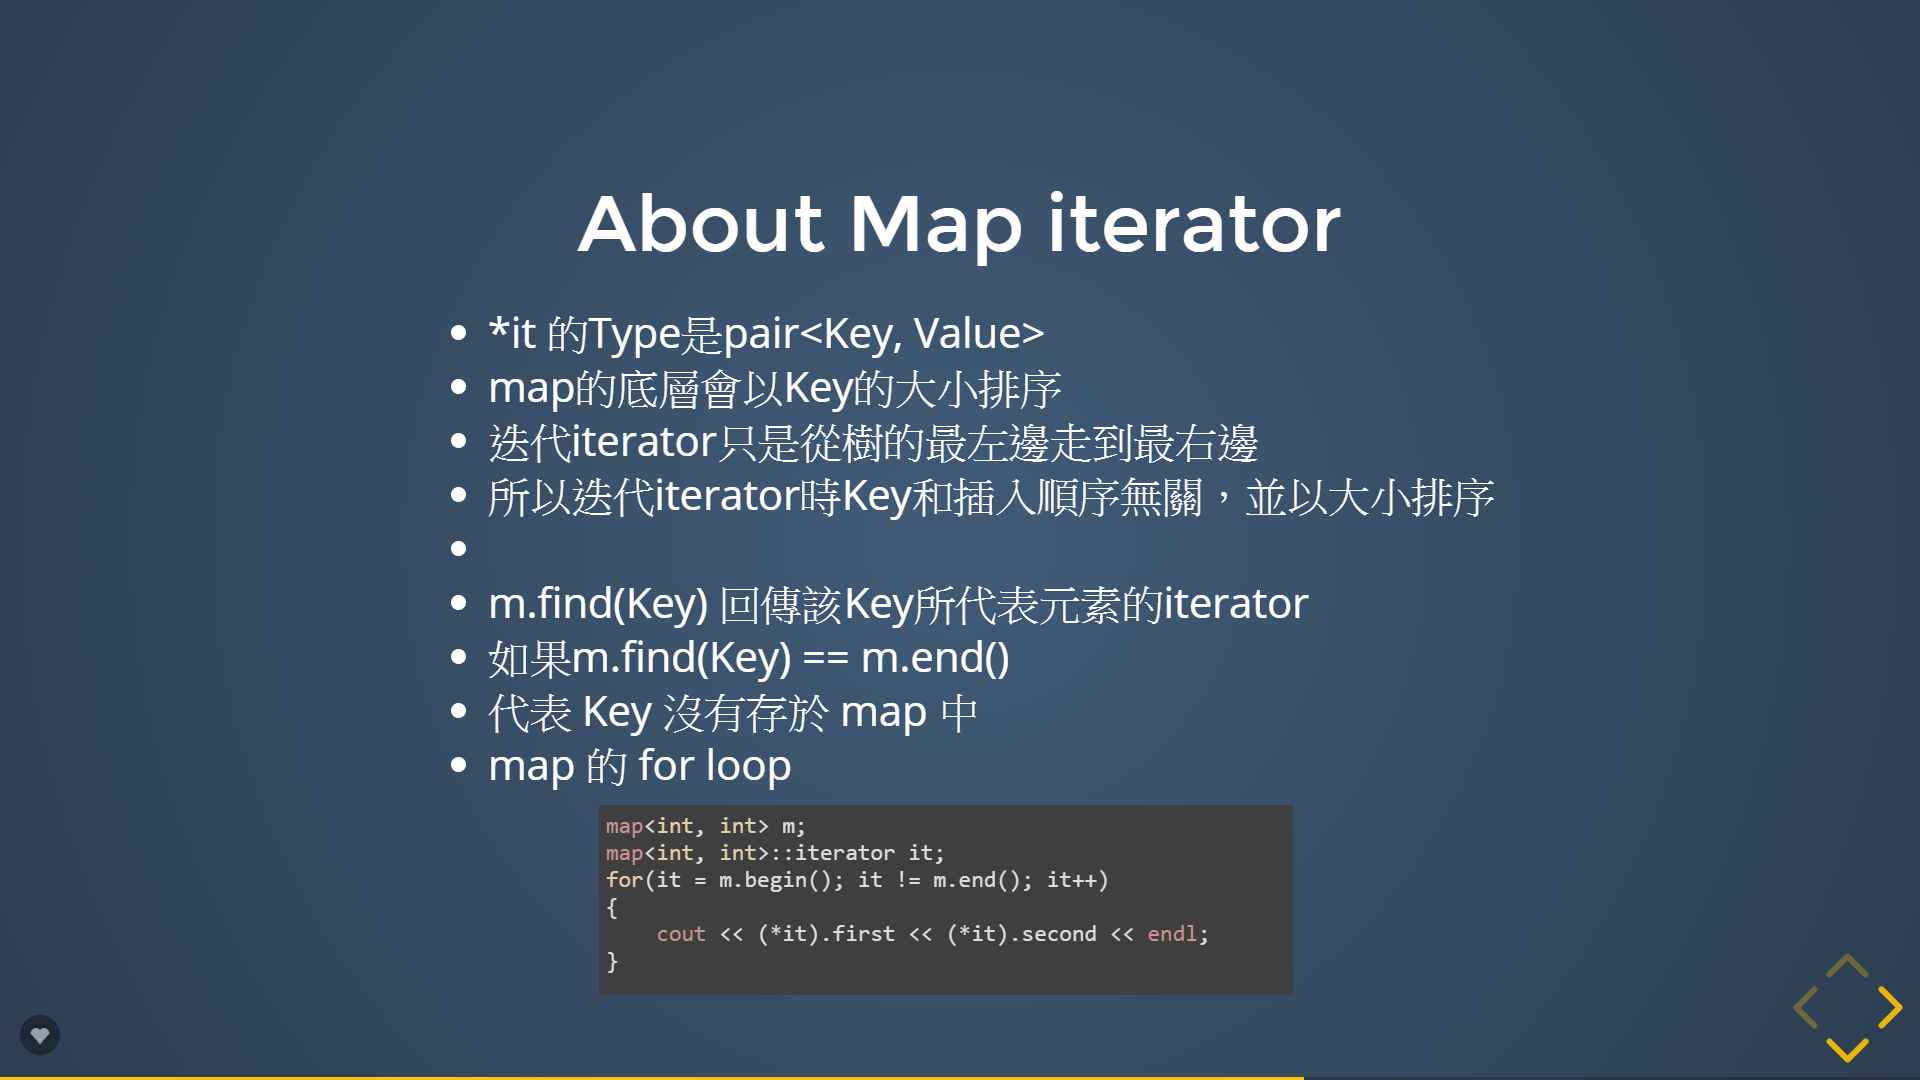 About Map iterator
*it 的Type是pair<Key, Value>
map的底層會以Key的大小排序
迭代iterator只是從樹的最左邊走到最右邊
所以迭代iterator時Key和插入順序無關，並以大小排序
m.find(Key) 回傳該Key所代表元素的iterator
如果m.find(Key) == m.end()
代表 Key 沒有存於 map 中
map 的 for loop
map<int, int> m;
map<int, int>::iterator it;
for(it = m.begin(); it != m.end(); it++)
{
    cout << (*it).first << (*it).second << endl;
}